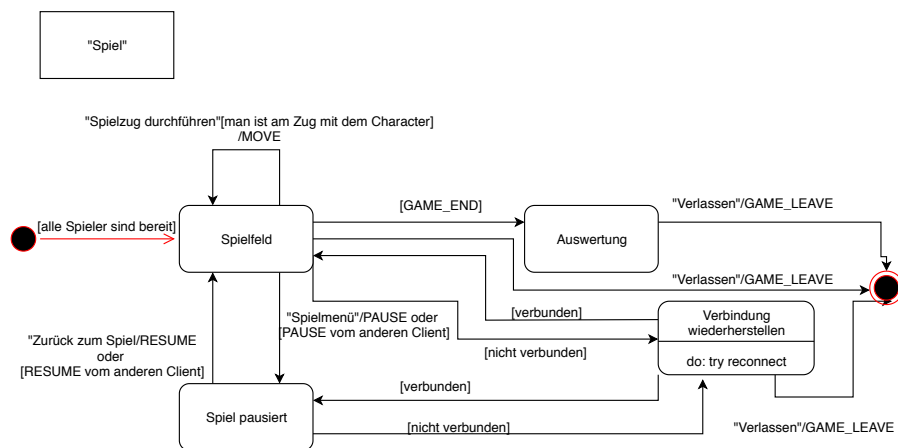 "Spiel"
"Spielzug durchführen"[man ist am Zug mit dem Character]
/MOVE
[alle Spieler sind bereit]
Spielfeld
[GAME_END]
Auswertung
"Verlassen"/GAME_LEAVE
"Verlassen"/GAME_LEAVE
"Spielmenü"/PAUSE oder
[PAUSE vom anderen Client]
[verbunden]
Verbindung
wiederherstellen
do: try reconnect
[nicht verbunden]
"Zurück zum Spiel/RESUME
oder
[RESUME vom anderen Client]
[verbunden]
Spiel pausiert
[nicht verbunden]
"Verlassen"/GAME_LEAVE